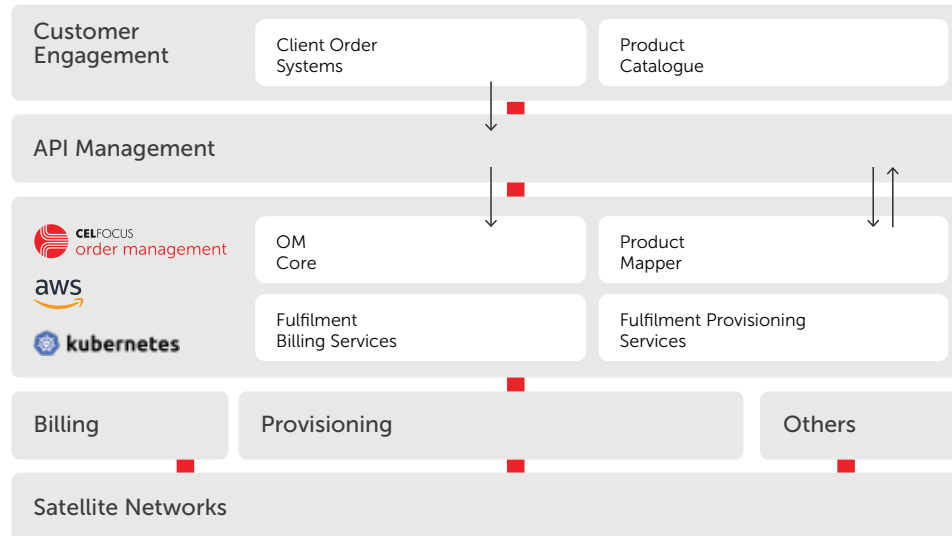 Customer
Engagement
Client Order
Systems
Product
Catalogue
API Management
CELFOCUS
order management
aws
kubernetes
OM
Core
Product
Mapper
Fulfilment
Billing Services
Fulfilment Provisioning
Services
Billing
Provisioning
Others
Satellite Networks